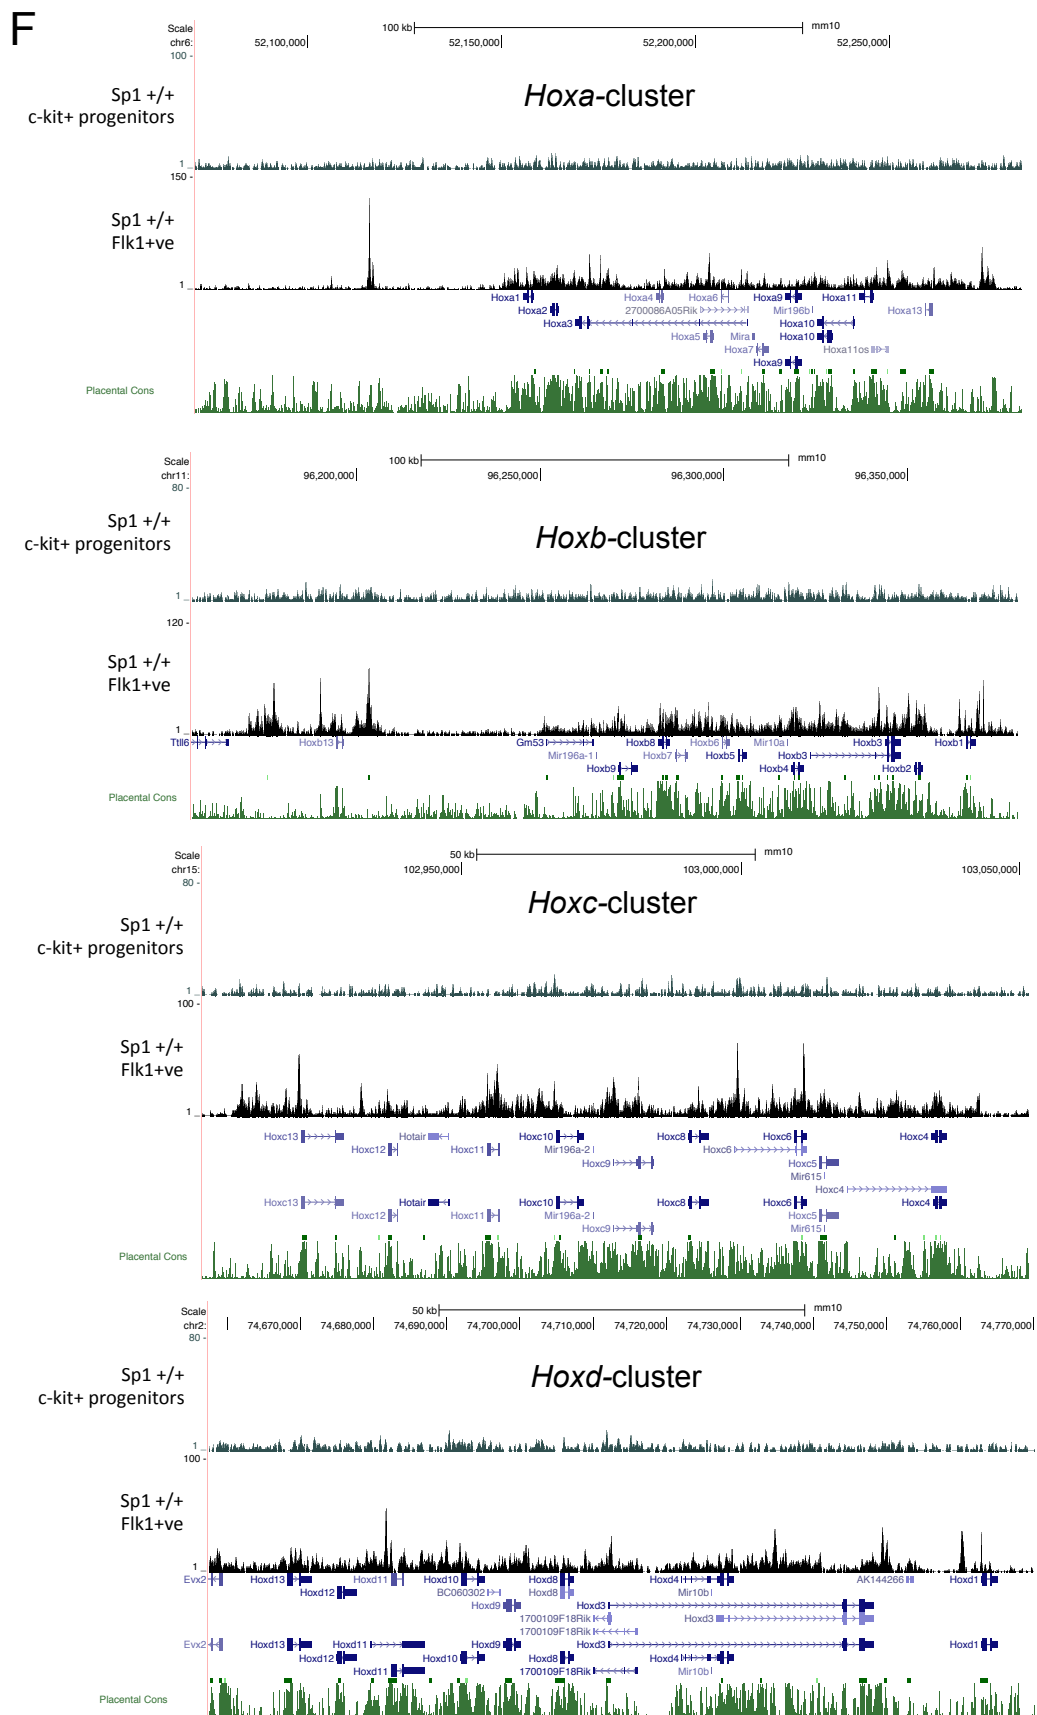 F
Scale 100 kb mm10
chr6: 52,100,000 52,150,000 52,200,000 52,250,000
100 -
Sp1 +/+
c-kit+ progenitors
Hoxa-cluster
1 _
150 -
Sp1 +/+
Flk1+ve
1 _
Hoxa1 Hoxa4 Hoxa6 Hoxa9 Hoxa11
Hoxa2 2700086A05Rik Mir196b Hoxa13
Hoxa3 Hoxa10
Hoxa5 Mira Hoxa10
Hoxa7 Hoxa11os
Hoxa9
Placental Cons
Scale 100 kb mm10
chr11: 96,200,000 96,250,000 96,300,000 96,350,000
80 -
Sp1 +/+
c-kit+ progenitors
Hoxb-cluster
1 _
120 -
Sp1 +/+
Flk1+ve
1 _
Ttll6 Hoxb13 Gm53 Hoxb8 Hoxb6 Mir10a Hoxb3 Hoxb1
Mir196a-1 Hoxb7 Hoxb5 Hoxb3
Hoxb9 Hoxb4 Hoxb2
Placental Cons
Scale 50 kb mm10
chr15: 102,950,000 103,000,000 103,050,000
80 -
Hoxc-cluster
Sp1 +/+
c-kit+ progenitors
1 _
100 -
Sp1 +/+
Flk1+ve
1 _
Hoxc13 Hotair Hoxc10 Hoxc8 Hoxc6 Hoxc4
Hoxc12 Hoxc11 Mir196a-2 Hoxc6
Hoxc9 Hoxc5
Mir615
Hoxc4
Hoxc13 Hotair Hoxc10 Hoxc8 Hoxc6 Hoxc4
Hoxc12 Hoxc11 Mir196a-2 Hoxc5
Hoxc9 Mir615
Placental Cons
Scale 50 kb mm10
chr2: 74,670,000 74,680,000 74,690,000 74,700,000 74,710,000 74,720,000 74,730,000 74,740,000 74,750,000 74,760,000 74,770,000
80 -
Sp1 +/+
c-kit+ progenitors
Hoxd-cluster
1 _
100 -
Sp1 +/+
Flk1+ve
1 _
Evx2 Hoxd13 Hoxd11 Hoxd10 Hoxd8 Hoxd4 AK144266 Hoxd1
Hoxd12 BC060302 Hoxd8 Mir10b
Hoxd9 Hoxd3
1700109F18Rik Hoxd3
1700109F18Rik
Evx2 Hoxd13 Hoxd11 Hoxd9 Hoxd3 Hoxd1
Hoxd12 Hoxd10 Hoxd8 Hoxd4
Hoxd11 1700109F18Rik Mir10b
Placental Cons